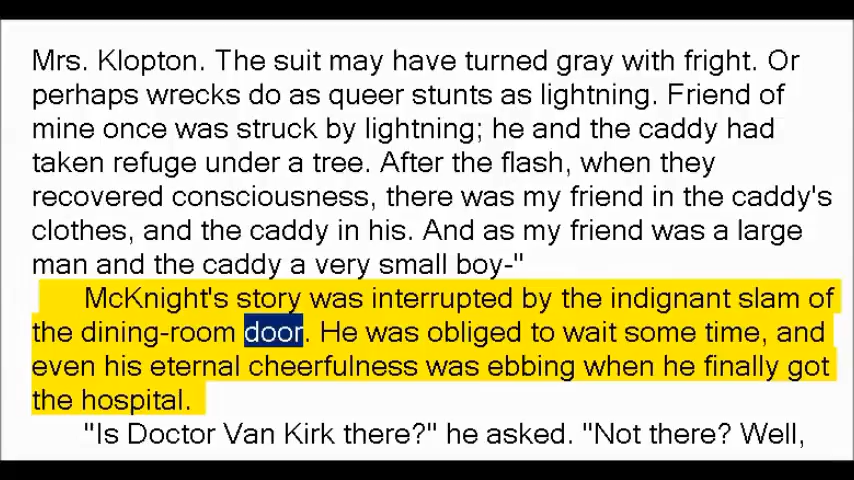 Mrs. Klopton. The suit may have turned gray with fright. Or
perhaps wrecks do as queer stunts as lightning. Friend of
mine once was struck by lightning; he and the caddy had
taken refuge under a tree. After the flash, when they
recovered consciousness, there was my friend in the caddy's
clothes, and the caddy in his. And as my friend was a large
man and the caddy a very small boy-"
McKnight's story was interrupted by the indignant slam of
the dining-room door. He was obliged to wait some time, and
even his eternal cheerfulness was ebbing when he finally got
the hospital.
"Is Doctor Van Kirk there?" he asked. "Not there? Well,